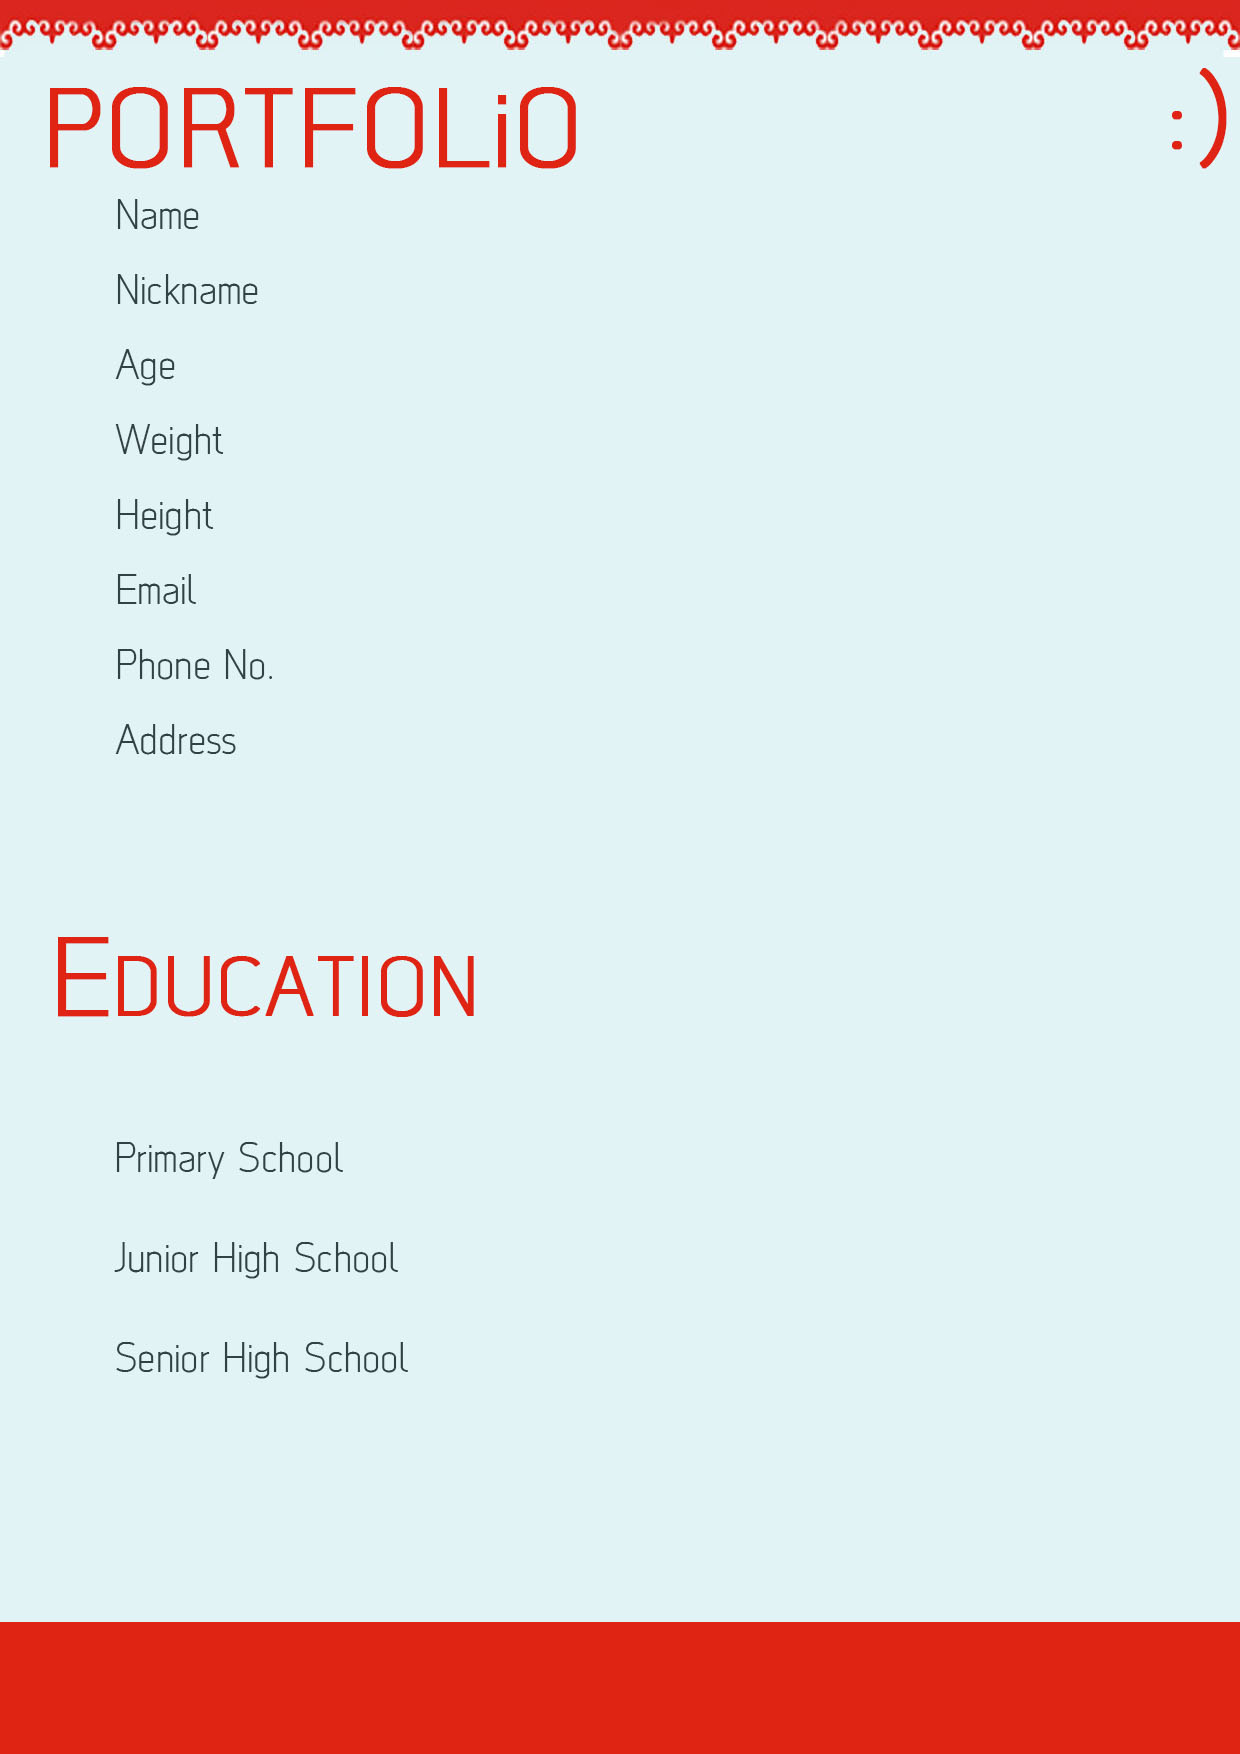 PORTFOLiO :)
Name
Nickname
Age
Weight
Height
Email
Phone No.
Address
EDUCATION
Primary School
Junior High School
Senior High School